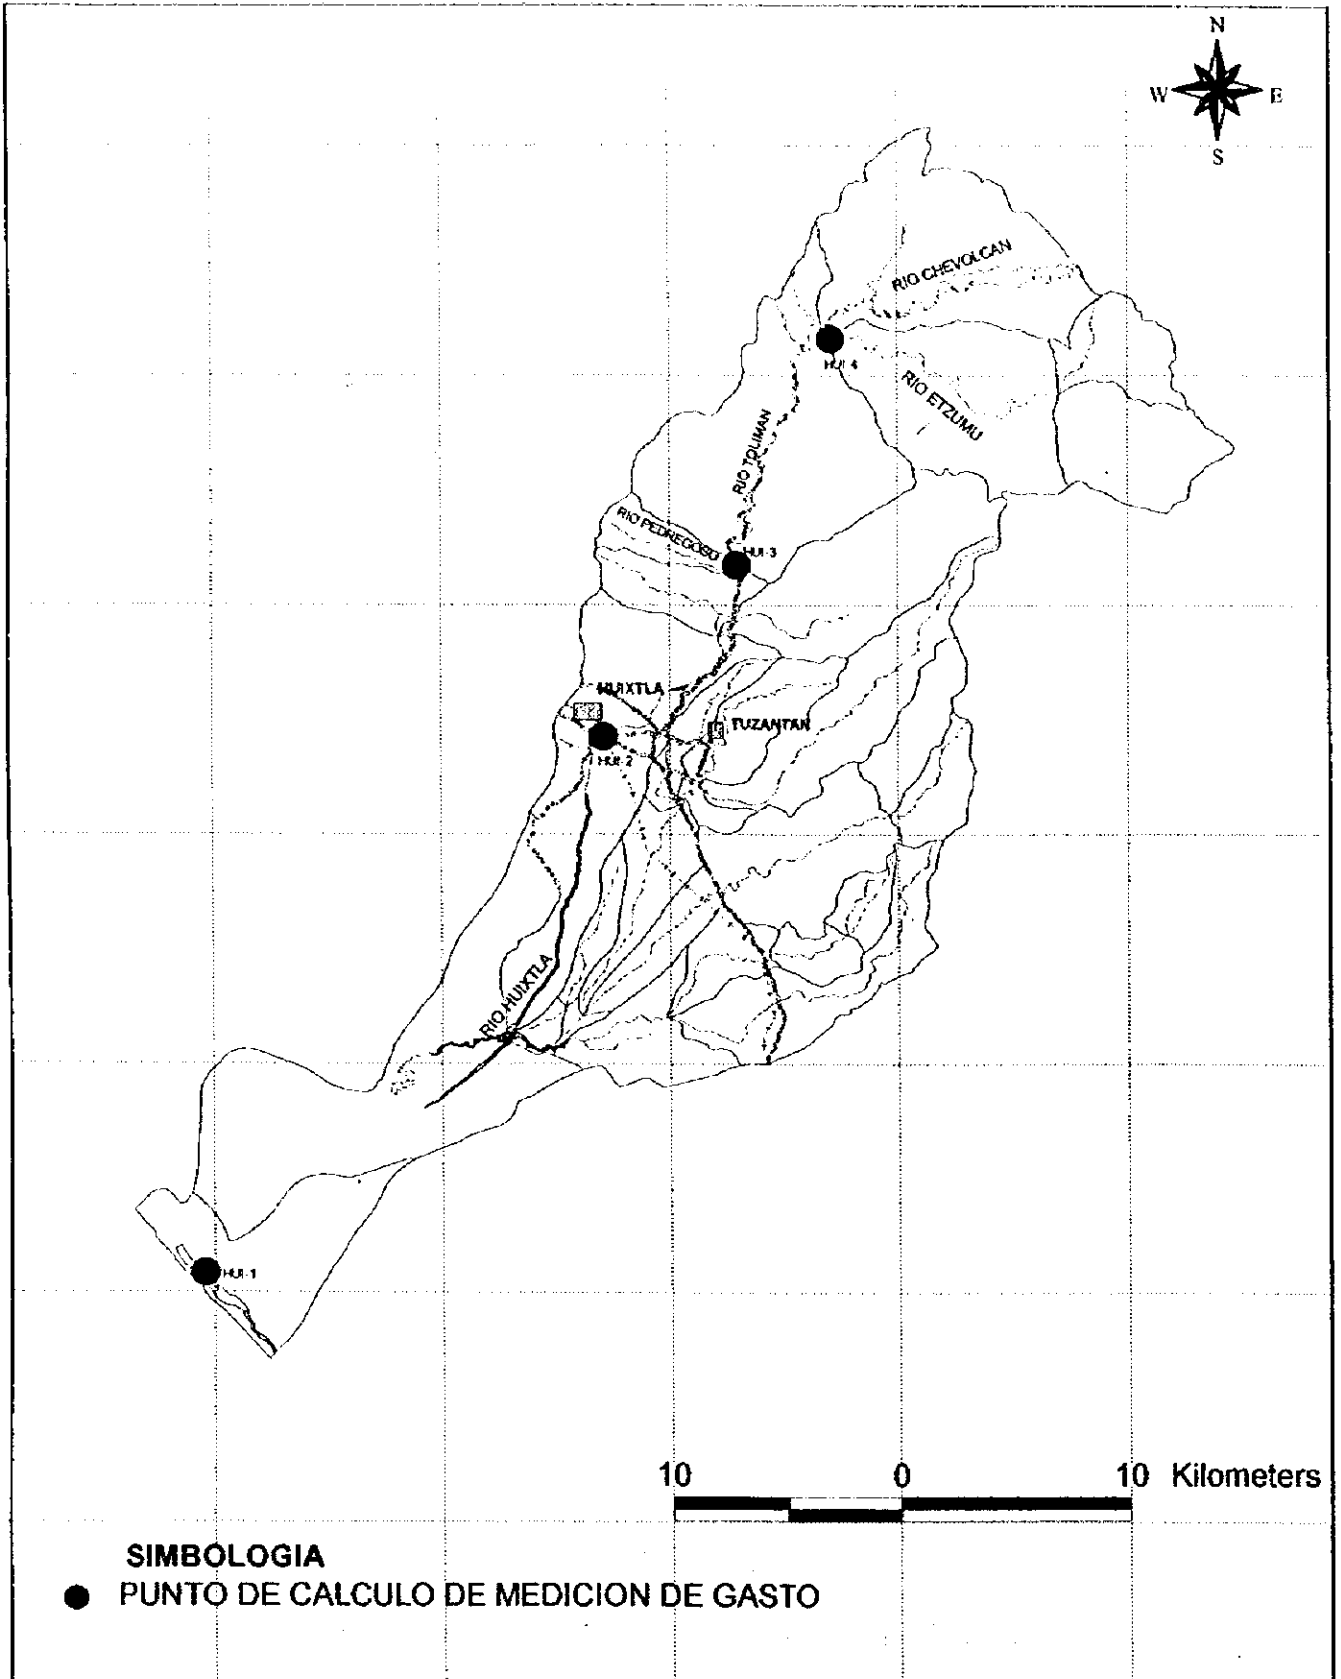 N
W E
S
RIO CHEVOLCAN
HUI-4
RIO ETZUMU
RIO TOLIMAN
RIO PEDREGOSO
HUI-3
HUIXTLA
TUZANTAN
HUI-2
RIO HUIXTLA
HUI-1
10 0 10 Kilometers
SIMBOLOGIA
PUNTO DE CALCULO DE MEDICION DE GASTO